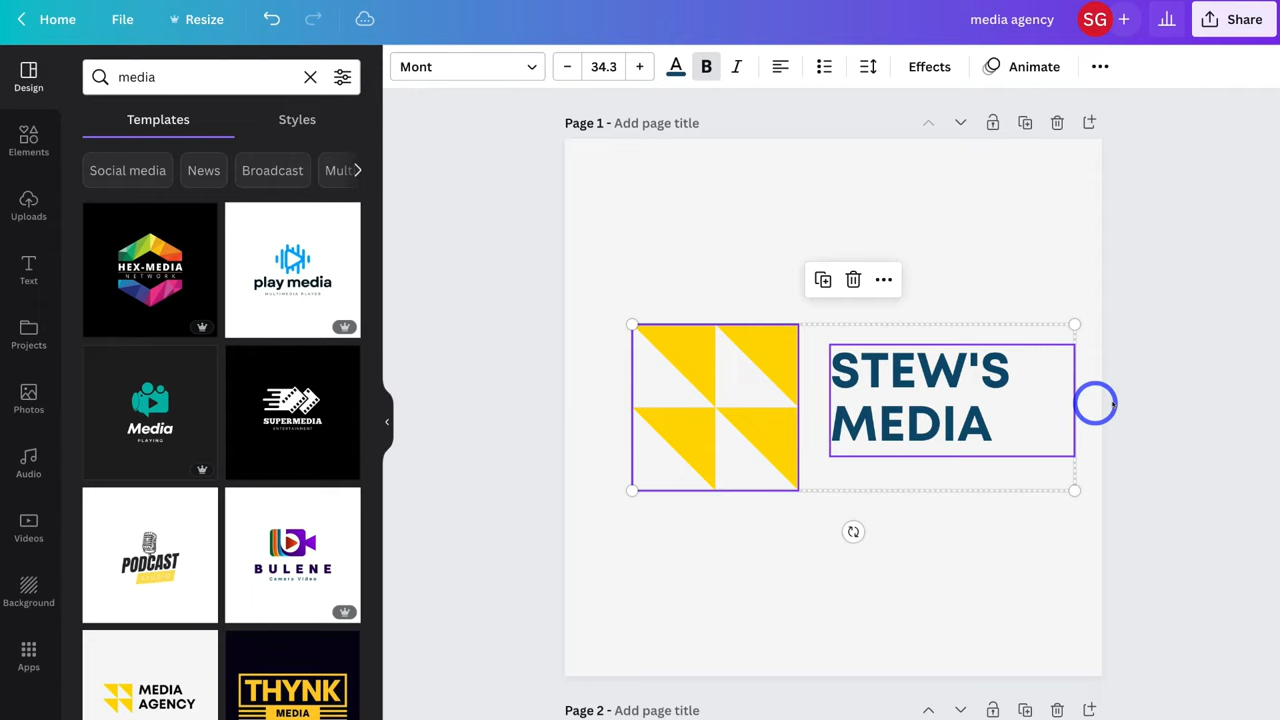 Home
File
Resize
media agency
SG
Share
Design
Elements
Uploads
Text
Projects
Photos
Audio
Videos
Background
Apps
media
Templates
Styles
Social media
News
Broadcast
Mult
HEX-MEDIA
NETWORK
play media
MULTIMEDIA PLAYER
Media
PLAYING
SUPERMEDIA
ENTERTAINMENT
PODCAST
BULENE
Camera Video
MEDIA
AGENCY
THYNK
MEDIA
Mont
34.3
A
B
I
Effects
Animate
Page 1 - Add page title
STEW'S
MEDIA
Page 2 - Add page title